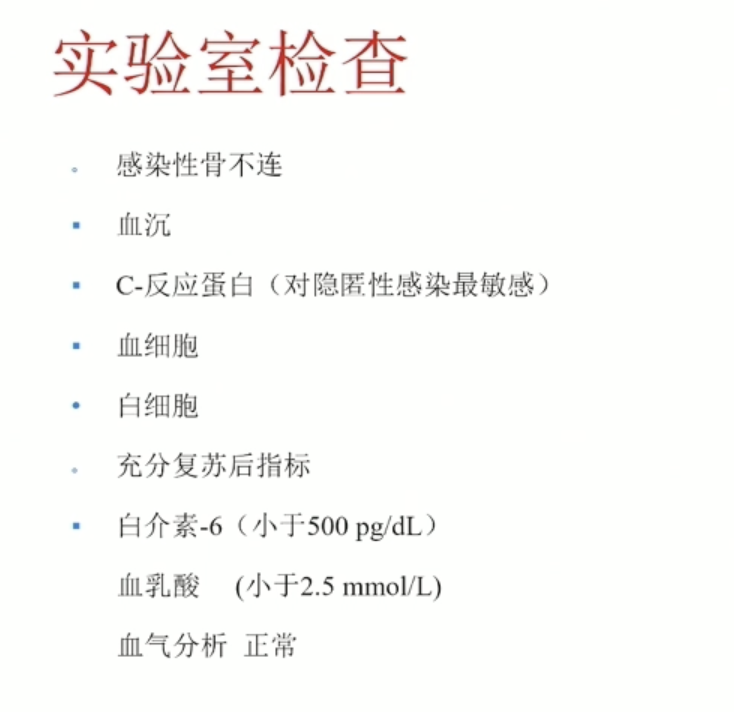 实验室检查
感染性骨不连
血沉
C-反应蛋白（对隐匿性感染最敏感）
血细胞
白细胞
充分复苏后指标
白介素-6（小于500 pg/dL）
血乳酸 (小于2.5 mmol/L)
血气分析 正常